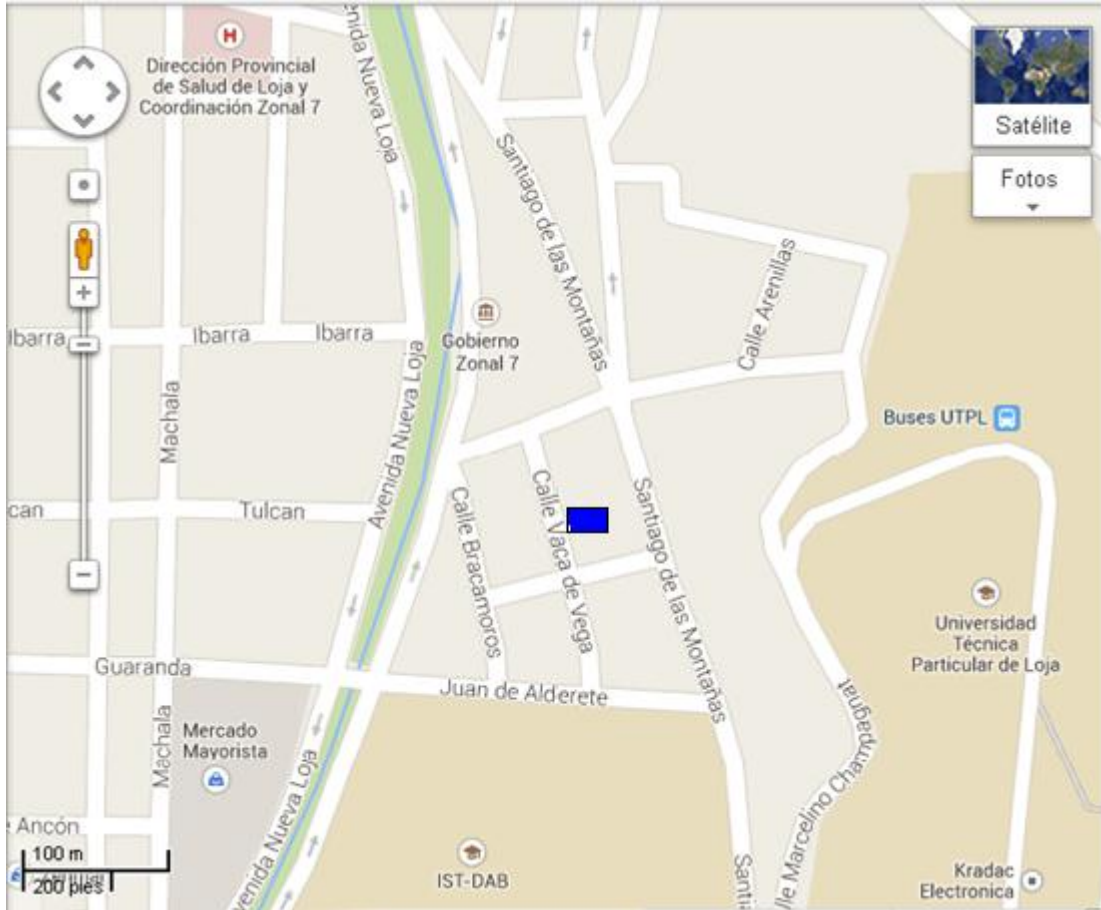 Dirección Provincial
de Salud de Loja y
Coordinación Zonal 7
Avenida Nueva Loja
Satélite
Fotos
Santiago de las Montañas
Calle Arenillas
Ibarra
Ibarra
Ibarra
Gobierno
Zonal 7
Avenida Nueva Loja
Machala
Buses UTPL
Tulcan
Calle Bracamoros
Calle Vaca de Vega
Santiago de las Montañas
Universidad
Técnica
Particular de Loja
Guaranda
Juan de Alderete
Machala
Mercado
Mayorista
Avenida Nueva Loja
Calle Marcelino Champagnat
Ancón
100 m
200 pies
IST-DAB
Kradac
Electronica